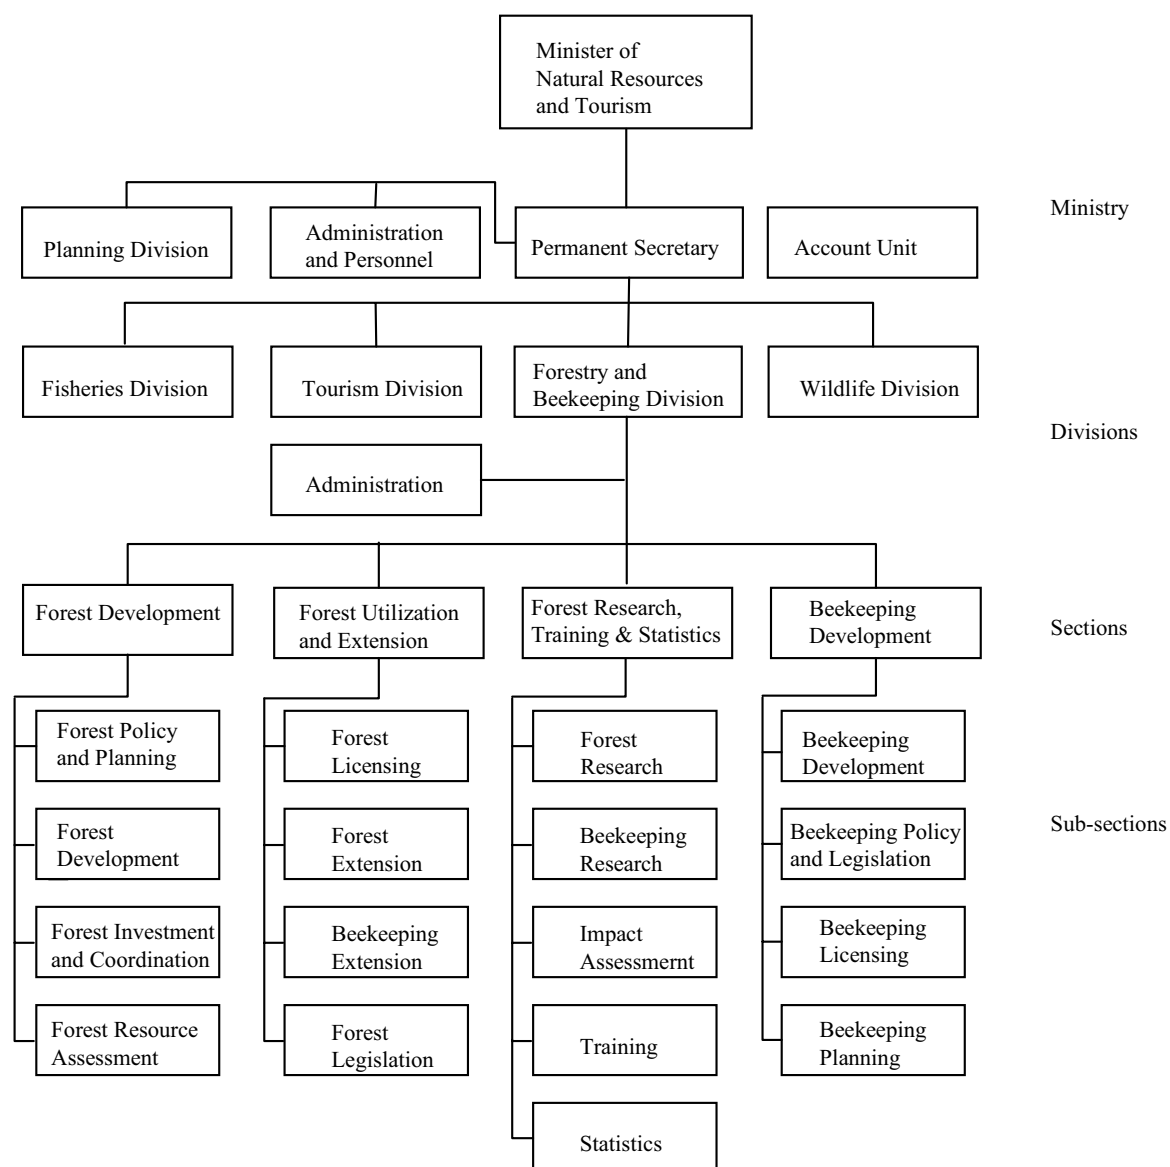 Minister of
Natural Resources
and Tourism
Ministry
Planning Division
Administration
and Personnel
Permanent Secretary
Account Unit
Fisheries Division
Tourism Division
Forestry and
Beekeeping Division
Wildlife Division
Divisions
Administration
Forest Development
Forest Utilization
and Extension
Forest Research,
Training & Statistics
Beekeeping
Development
Sections
Forest Policy
and Planning
Forest
Licensing
Forest
Research
Beekeeping
Development
Forest
Development
Forest
Extension
Beekeeping
Research
Beekeeping Policy
and Legislation
Sub-sections
Forest Investment
and Coordination
Beekeeping
Extension
Impact
Assessmernt
Beekeeping
Licensing
Forest Resource
Assessment
Forest
Legislation
Training
Beekeeping
Planning
Statistics